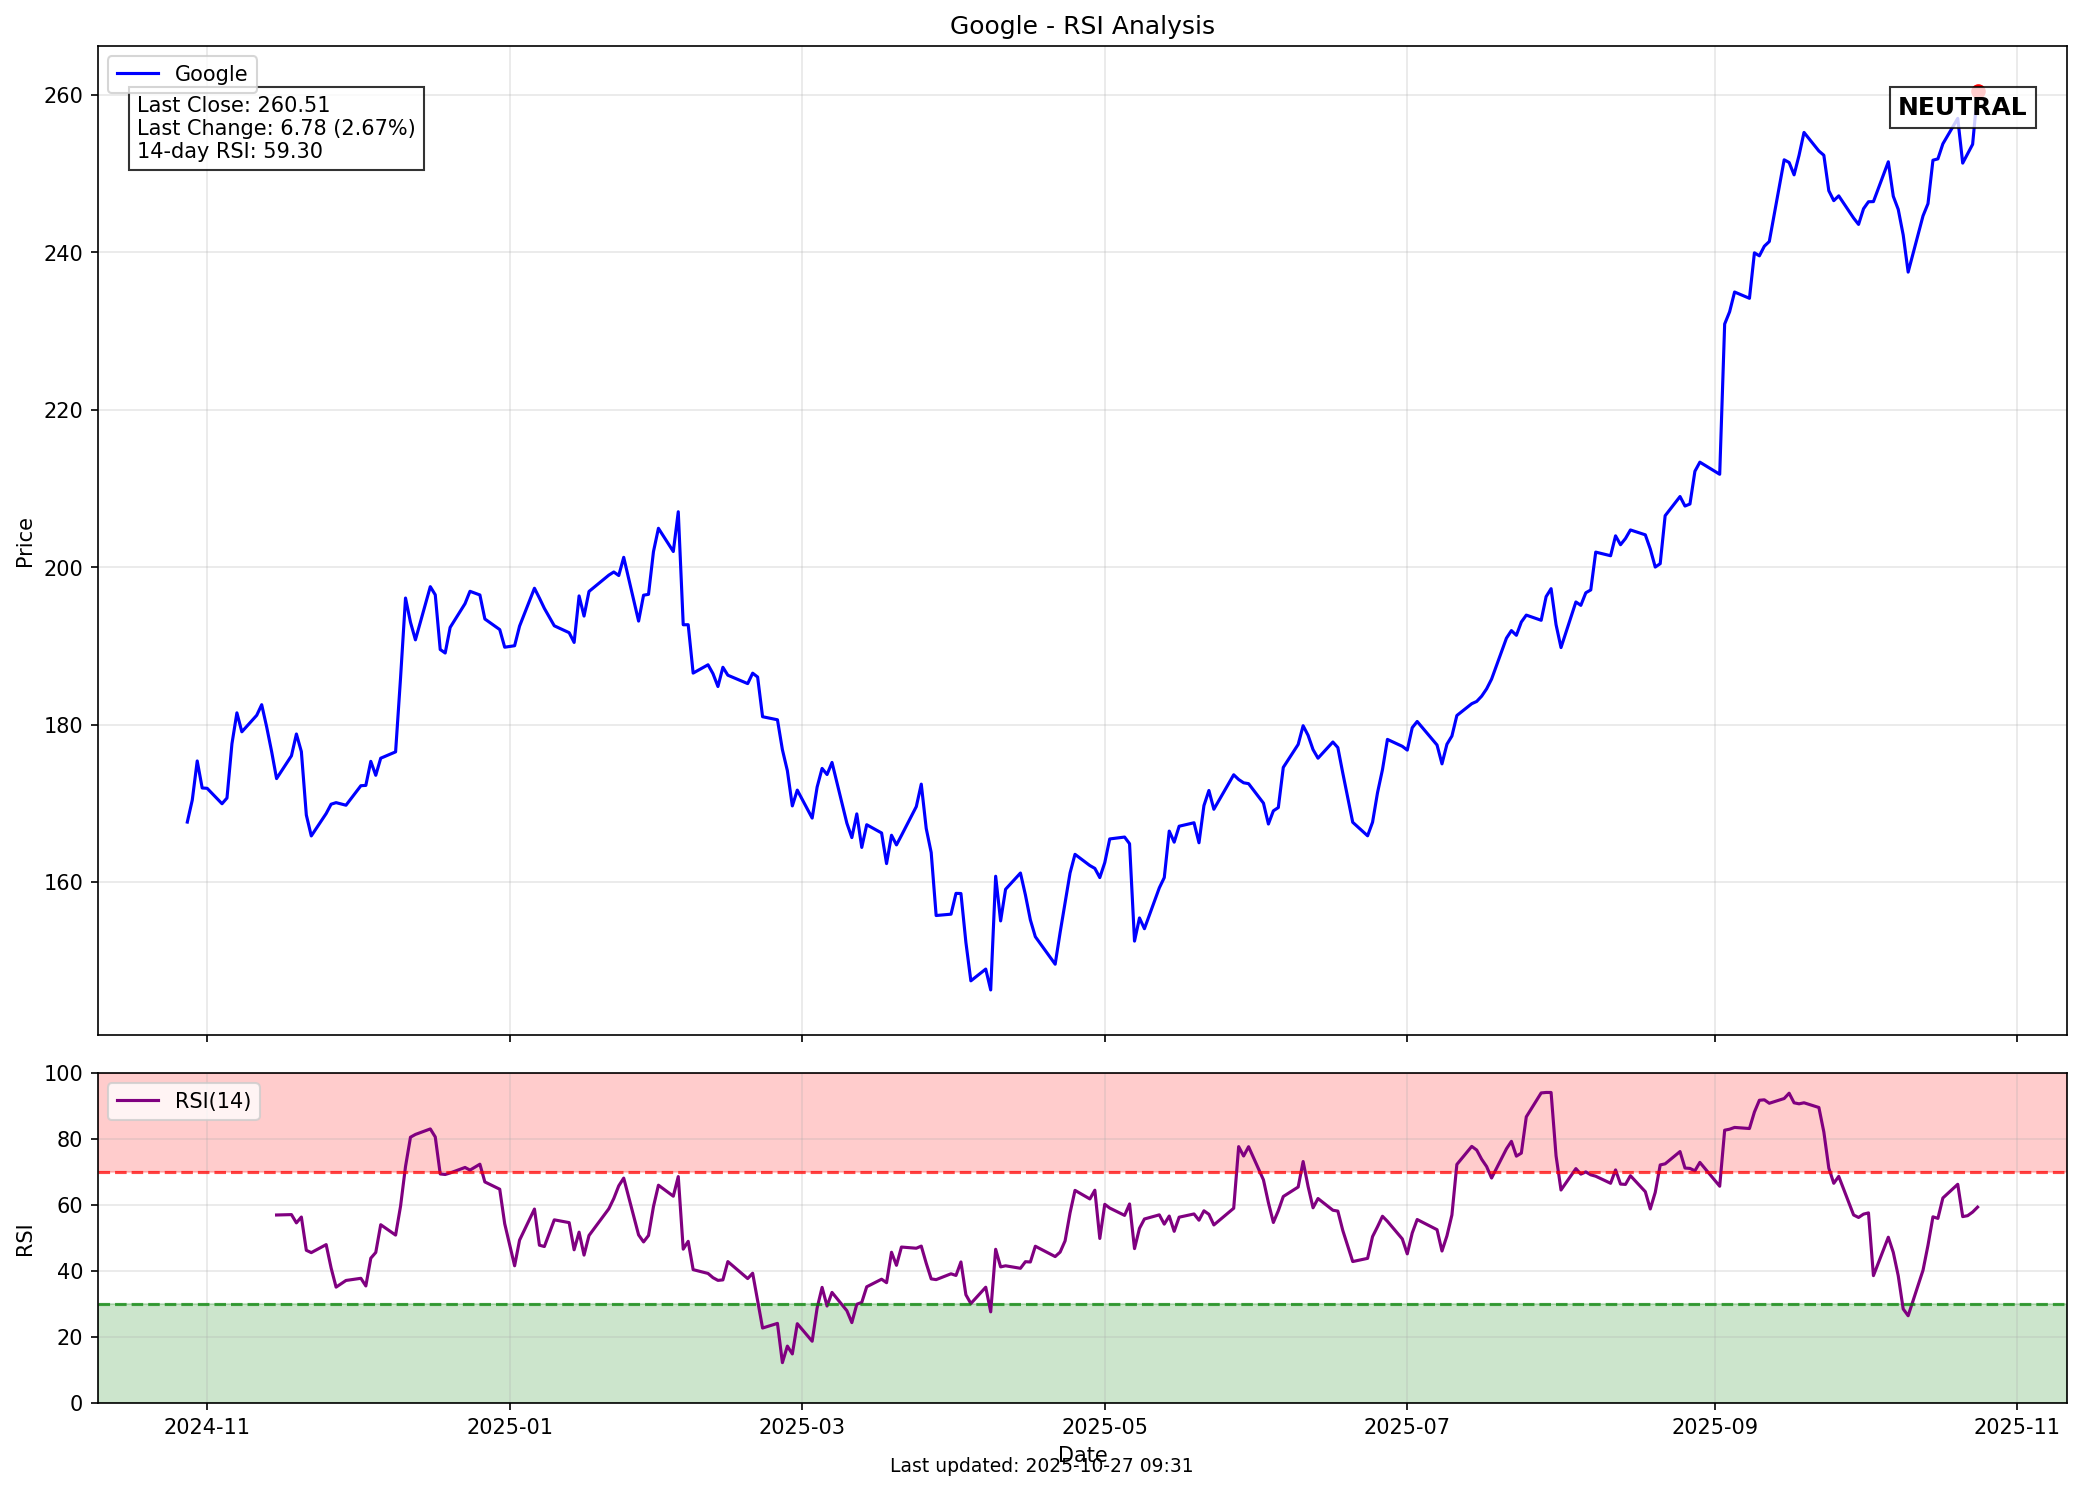 Google - RSI Analysis
Google
Last Close: 260.51
Last Change: 6.78 (2.67%)
14-day RSI: 59.30
NEUTRAL
260
240
220
200
180
160
Price
RSI(14)
100
80
60
40
20
0
RSI
2024-11
2025-01
2025-03
2025-05
2025-07
2025-09
2025-11
Date
Last updated: 2025-10-27 09:31